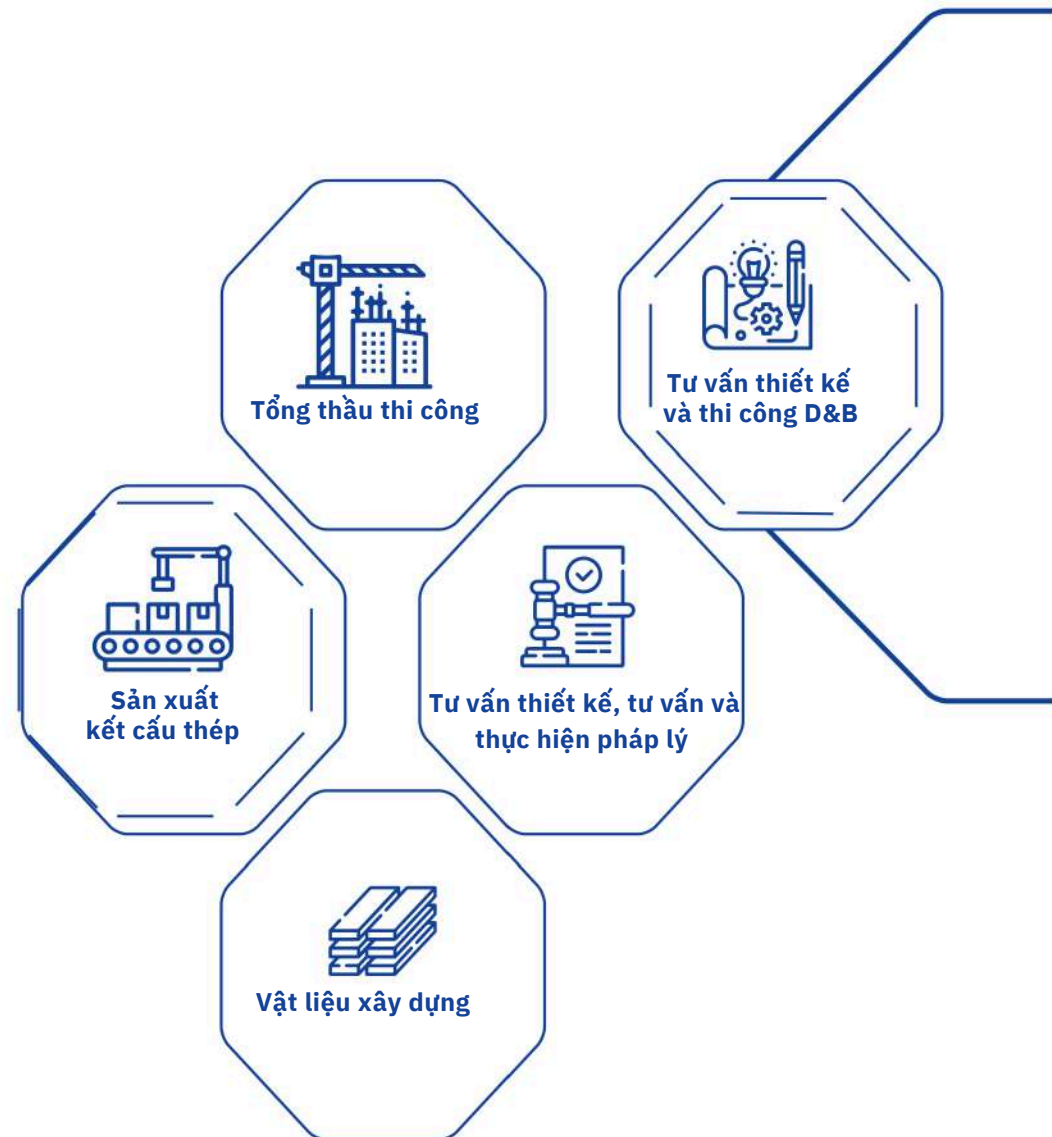 Tổng thầu thi công
Tư vấn thiết kế
và thi công D&B
Sản xuất
kết cấu thép
Tư vấn thiết kế, tư vấn và
thực hiện pháp lý
Vật liệu xây dựng